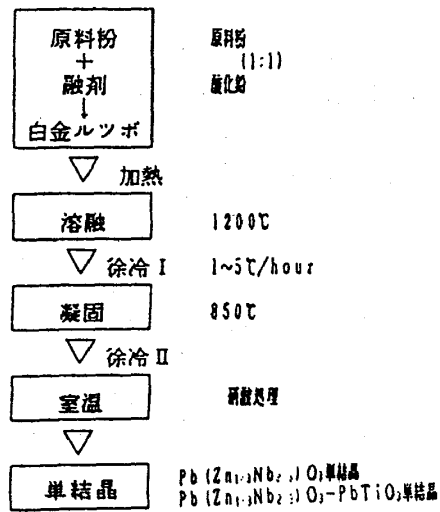 原料粉
+
融剤
↓
白金ルツボ
原料粉
(1:1)
酸化鉛
加熱
溶融
1200℃
徐冷 I
1~5℃/hour
凝固
850℃
徐冷 II
室温
硝酸処理
単結晶
Pb(Zn₁/₃Nb₂/₃)O₃単結晶
Pb(Zn₁/₃Nb₂/₃)O₃-PbTiO₃単結晶